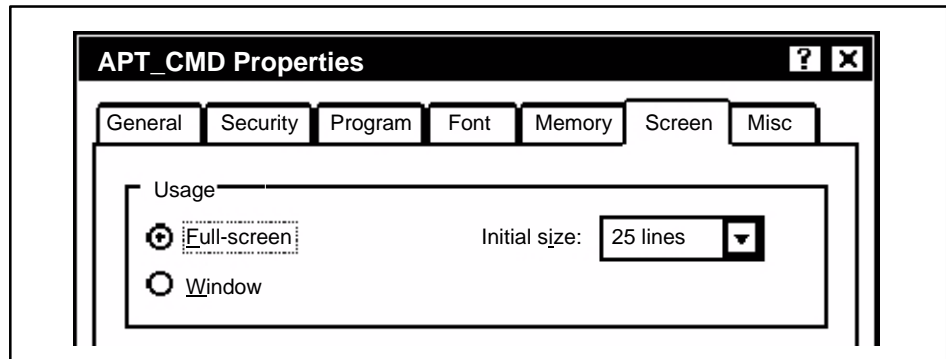 APT_CMD Properties
General Security Program Font Memory Screen Misc
Usage
Full-screen Initial size: 25 lines
Window